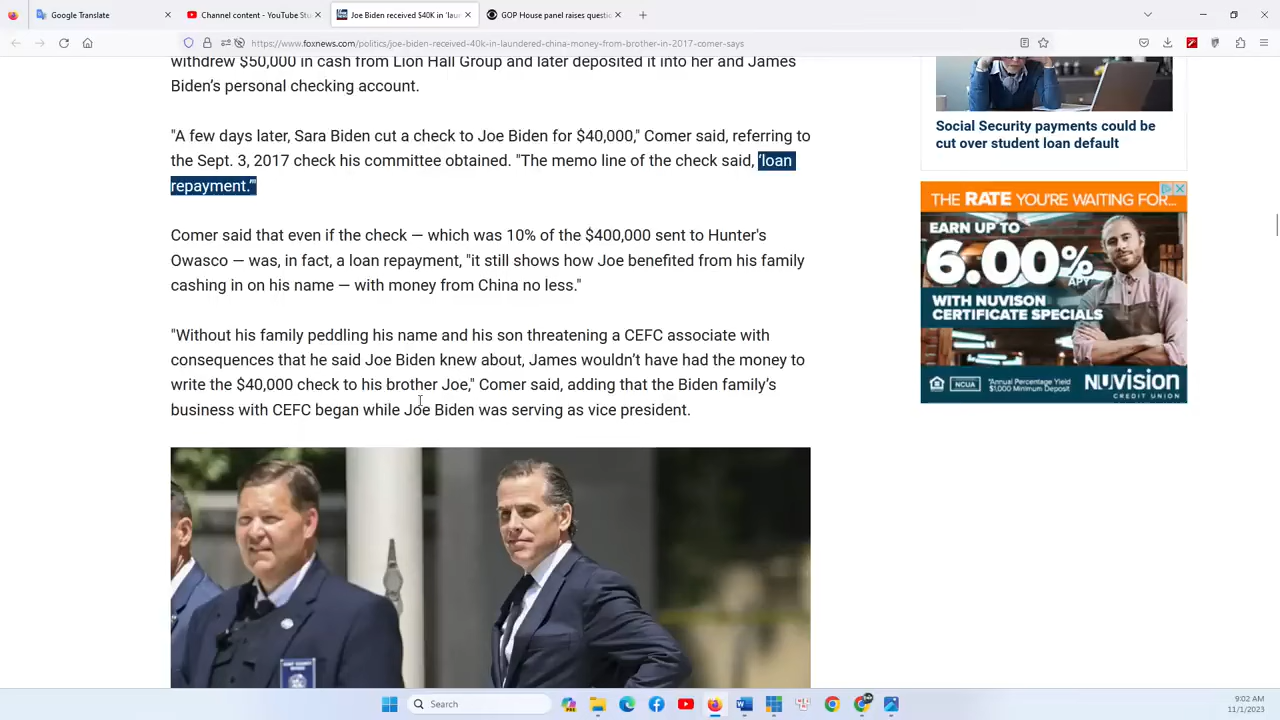 Google Translate
Channel content - YouTube Stu
Joe Biden received $40K in 'laun
GOP House panel raises questi
https://www.foxnews.com/politics/joe-biden-received-40k-in-laundered-china-money-from-brother-in-2017-comer-says
withdrew $50,000 in cash from Lion Hall Group and later deposited it into her and James
Biden's personal checking account.
"A few days later, Sara Biden cut a check to Joe Biden for $40,000," Comer said, referring to
the Sept. 3, 2017 check his committee obtained. "The memo line of the check said, 'loan
repayment.'"
Comer said that even if the check — which was 10% of the $400,000 sent to Hunter's
Owasco — was, in fact, a loan repayment, "it still shows how Joe benefited from his family
cashing in on his name — with money from China no less."
"Without his family peddling his name and his son threatening a CEFC associate with
consequences that he said Joe Biden knew about, James wouldn't have had the money to
write the $40,000 check to his brother Joe," Comer said, adding that the Biden family's
business with CEFC began while Joe Biden was serving as vice president.
Social Security payments could be
cut over student loan default
THE RATE YOU'RE WAITING FOR...
EARN UP TO
6.00%
APY
WITH NUVISION
CERTIFICATE SPECIALS
NCUA
*Annual Percentage Yield
$1,000 Minimum Deposit
NUVision
CREDIT UNION
Search
9:02 AM
11/1/2023